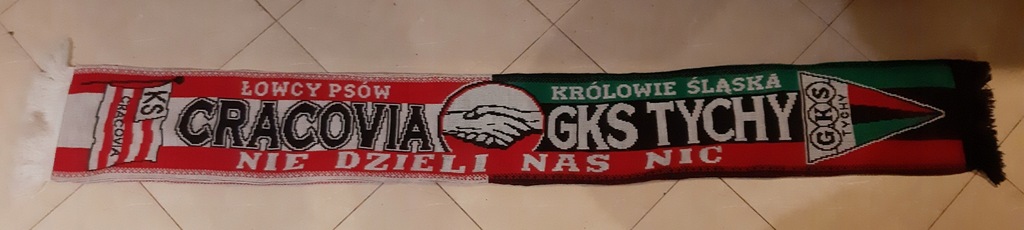 ŁOWCY PSÓW
KRÓLOWIE ŚLĄSKA
KS
CRACOVIA
CRACOVIA
GKS TYCHY
GKS
TYCHY
NIE DZIELI NAS NIC